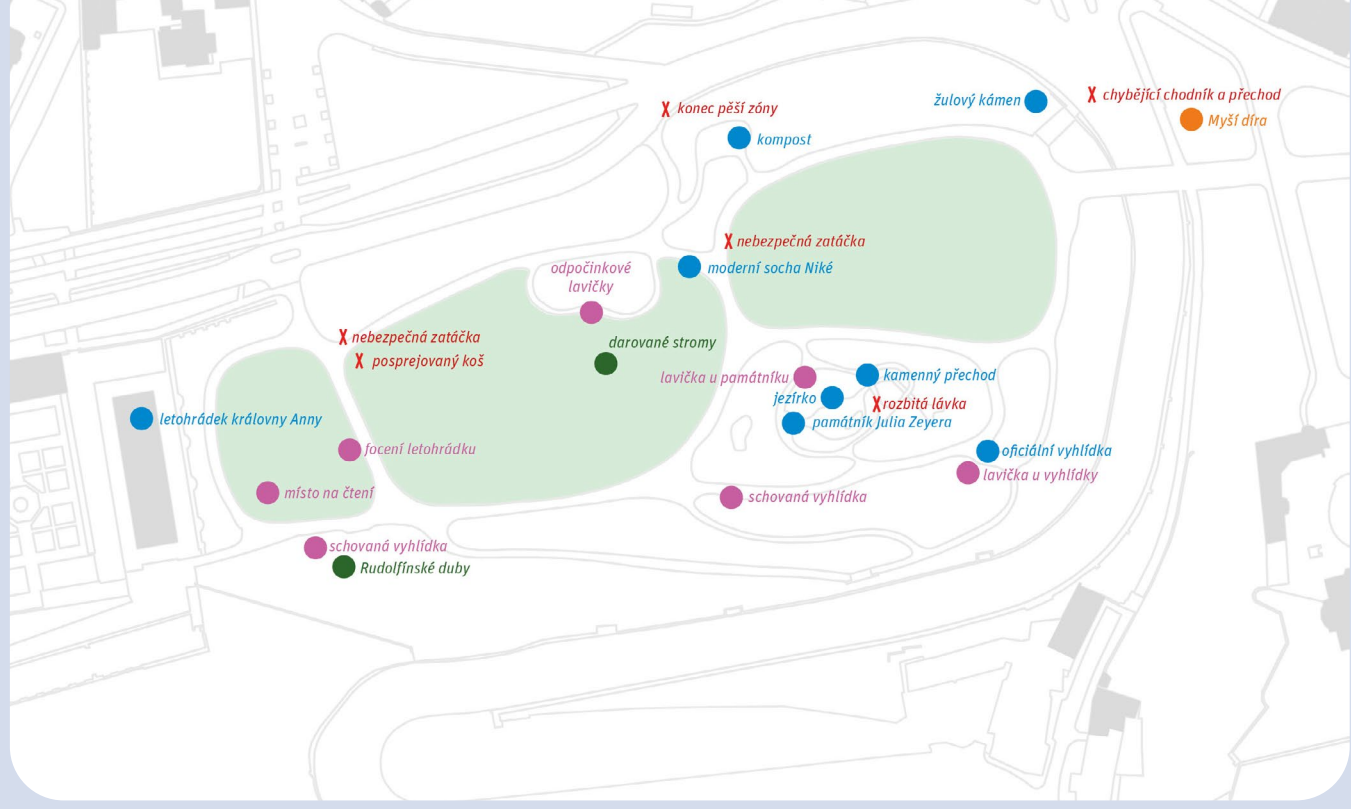 chybějící chodník a přechod
žulový kámen
konec pěší zóny
Myší díra
kompost
nebezpečná zatáčka
odpočinkové
lavičky
moderní socha Niké
nebezpečná zatáčka
darované stromy
posprejovaný koš
lavička u památníku
kamenný přechod
jezírko
rozbitá lávka
letohrádek královny Anny
památník Julia Zeyera
focení letohrádku
oficiální vyhlídka
lavička u vyhlídky
místo na čtení
schovaná vyhlídka
schovaná vyhlídka
Rudolfínské duby